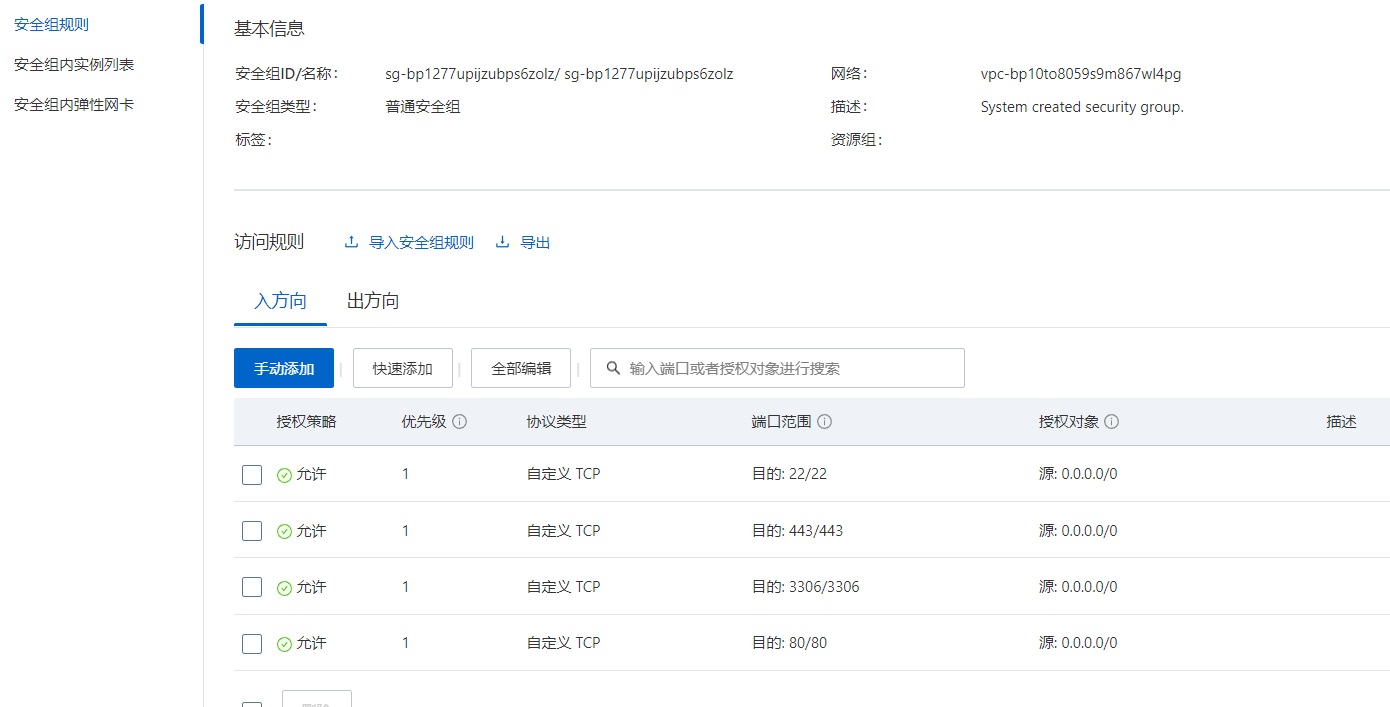 安全组规则
安全组内实例列表
安全组内弹性网卡
基本信息
安全组ID/名称: sg-bp1277upijzubps6zolz/ sg-bp1277upijzubps6zolz 网络: vpc-bp10to8059s9m867wl4pg
安全组类型: 普通安全组 描述: System created security group.
标签: 资源组:
访问规则 导入安全组规则 导出
入方向 出方向
手动添加 快速添加 全部编辑 输入端口或者授权对象进行搜索
授权策略 优先级 协议类型 端口范围 授权对象 描述
允许 1 自定义 TCP 目的: 22/22 源: 0.0.0.0/0
允许 1 自定义 TCP 目的: 443/443 源: 0.0.0.0/0
允许 1 自定义 TCP 目的: 3306/3306 源: 0.0.0.0/0
允许 1 自定义 TCP 目的: 80/80 源: 0.0.0.0/0